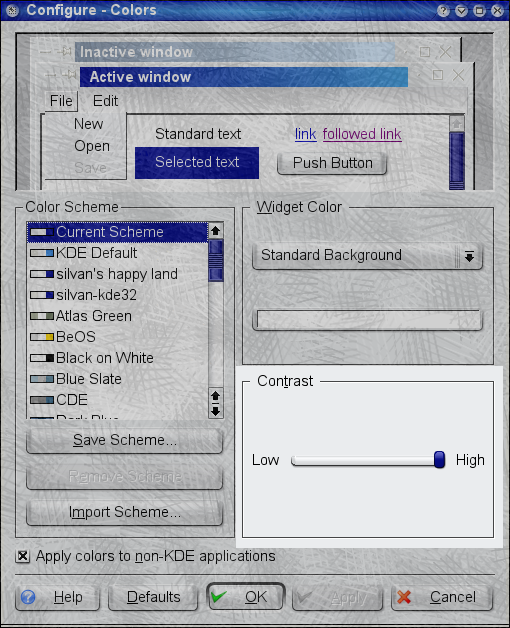 Configure - Colors
Inactive window
Active window
File Edit
New
Open
Save
Standard text
link followed link
Selected text
Push Button
Color Scheme
Current Scheme
KDE Default
silvan's happy land
silvan-kde32
Atlas Green
BeOS
Black on White
Blue Slate
CDE
Dark Blue
Save Scheme...
Remove Scheme
Import Scheme...
Widget Color
Standard Background
Contrast
Low High
Apply colors to non-KDE applications
Help Defaults OK Apply Cancel